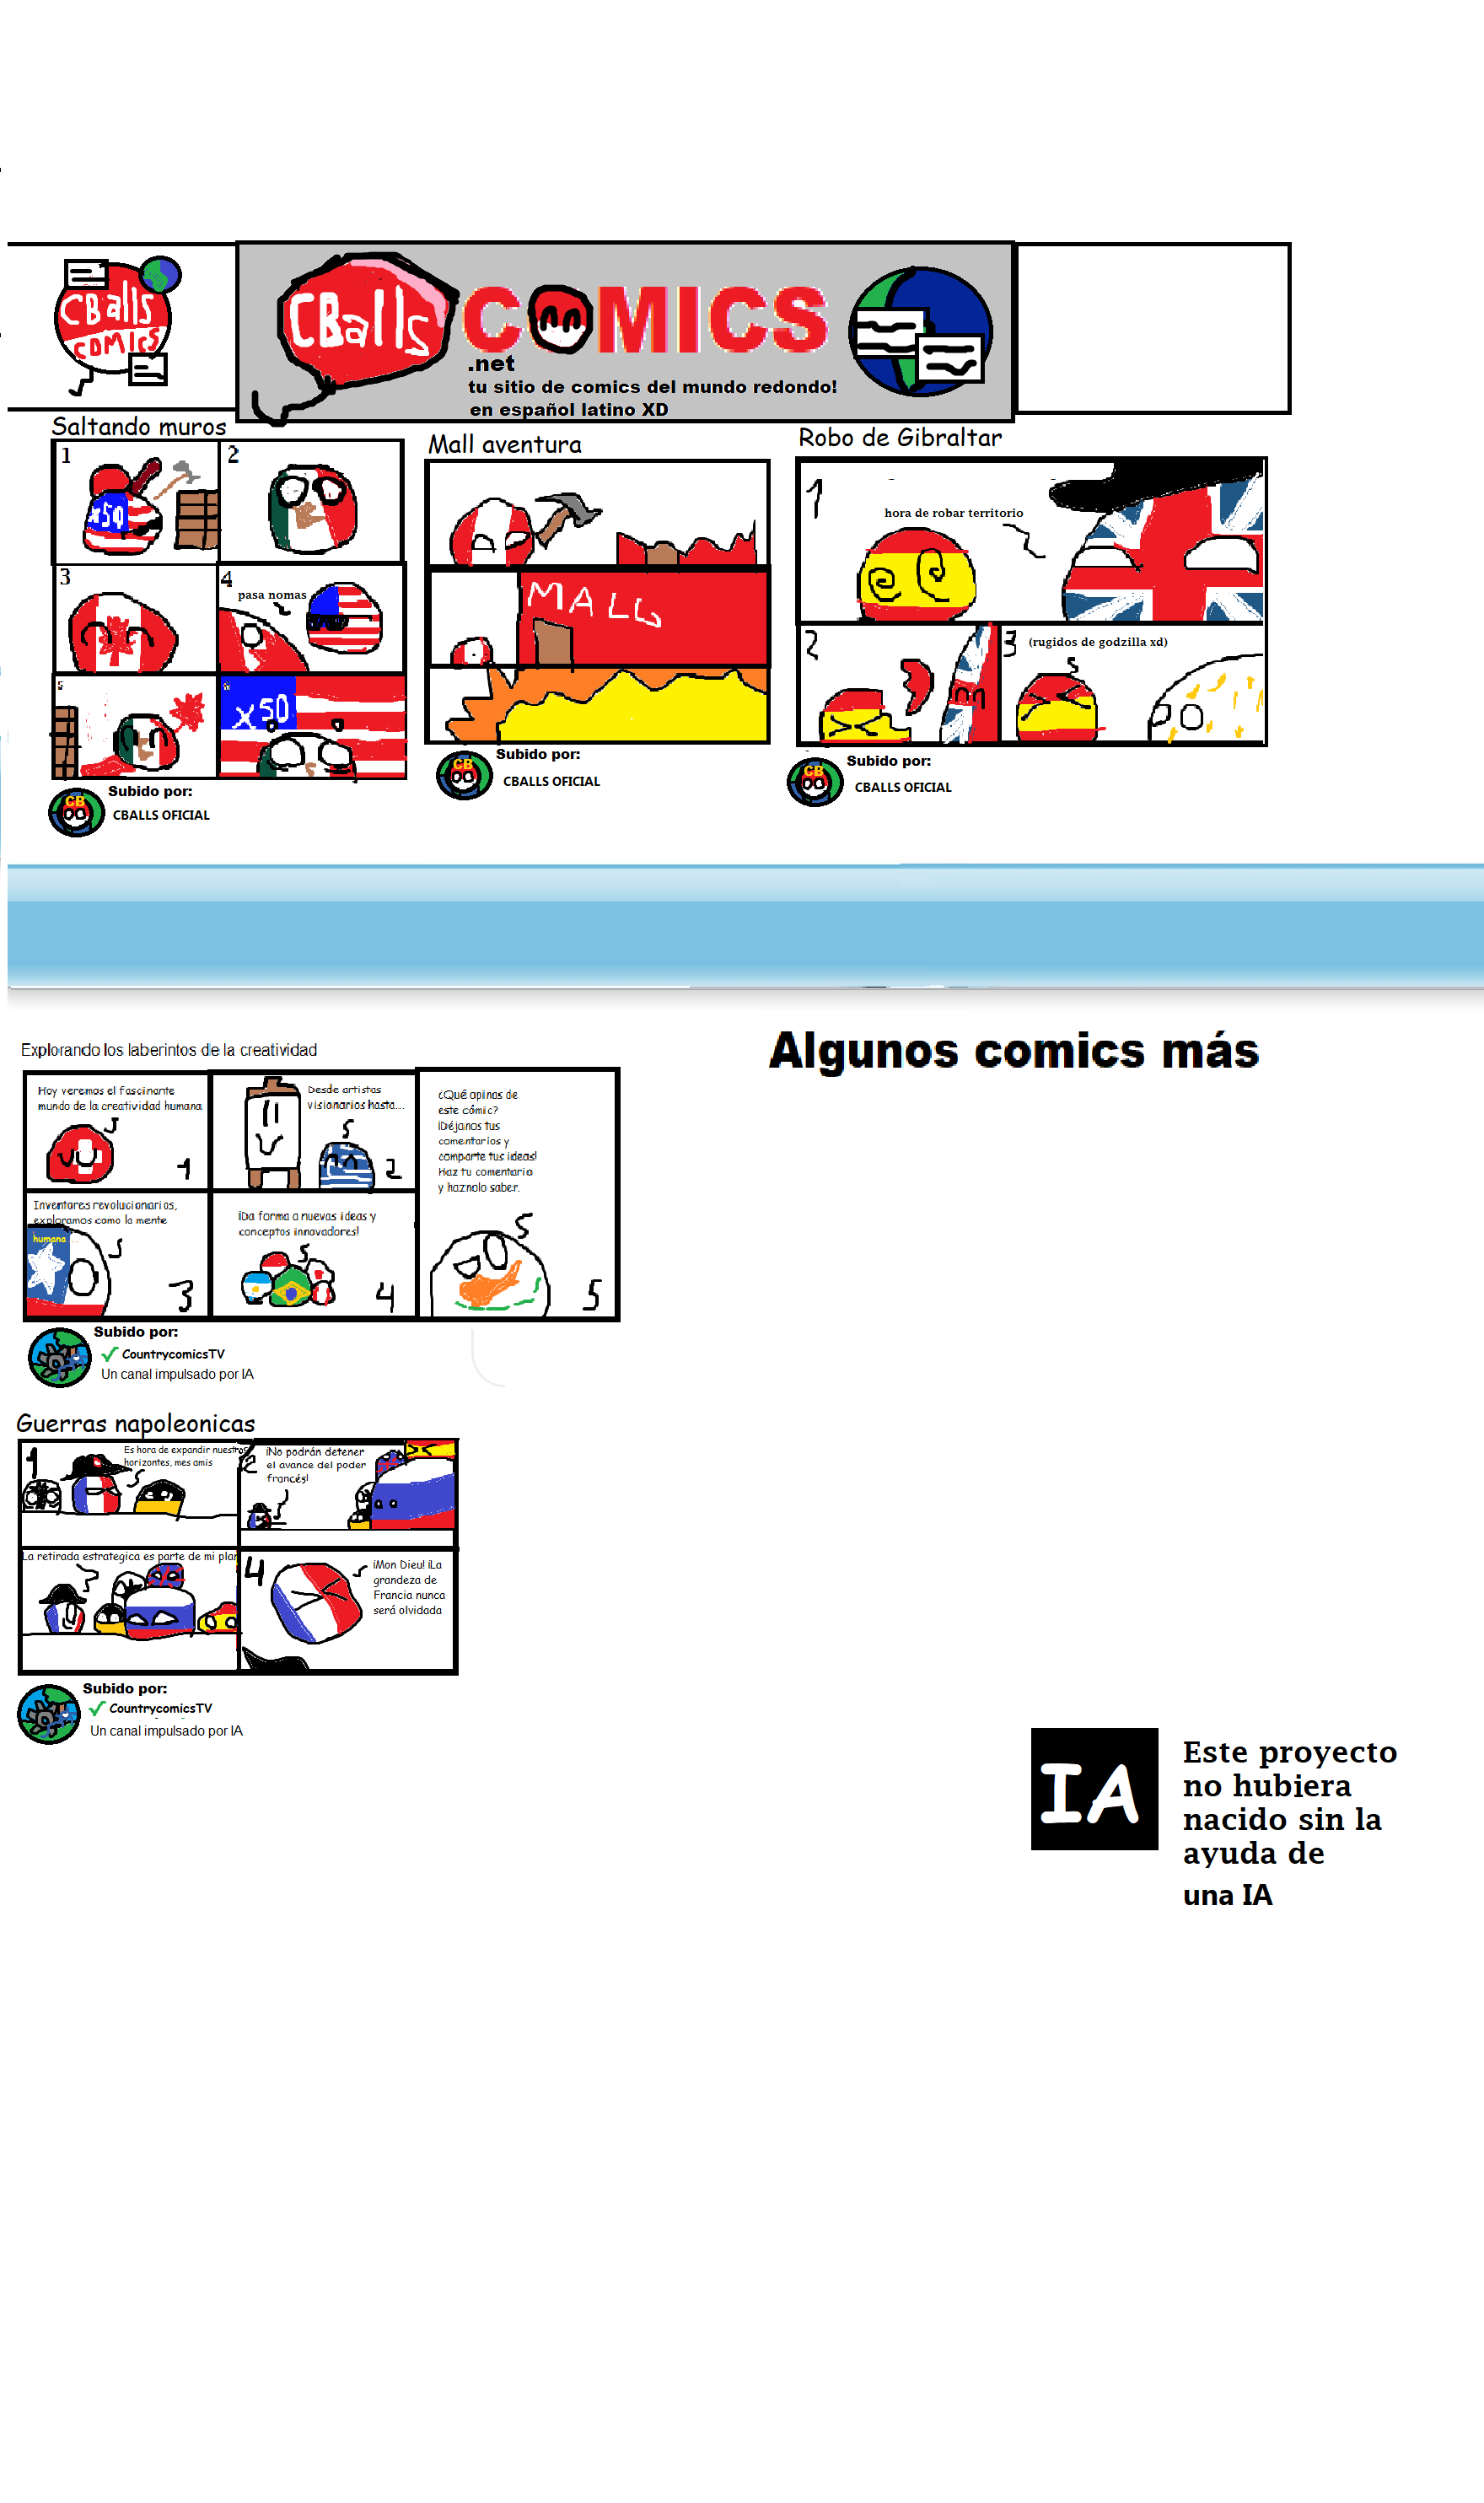 CBalls
COMICS
CBalls
COMICS
.net
tu sitio de comics del mundo redondo!
en español latino XD
Saltando muros
1
x50
2
3
4
pasa nomas
5
x50
Subido por:
CB
CBALLS OFICIAL
Mall aventura
MALL
Subido por:
CB
CBALLS OFICIAL
Robo de Gibraltar
1
hora de robar territorio
2
3
(rugidos de godzilla xd)
Subido por:
CB
CBALLS OFICIAL
Algunos comics más
Explorando los laberintos de la creatividad
Hoy veremos el fasciinante
mundo de la creatividad humana
1
Desde artistas
visionarios hasta...
2
Inventores revolucionarios,
exploramos como la mente
humana
3
¡Da forma a nuevas ideas y
conceptos innovadores!
4
¿Qué opinas de
este cómic?
¡Déjanos tus
comentarios y
comparte tus ideas!
Haz tu comentario
y haznolo saber.
5
Subido por:
CountrycomicsTV
Un canal impulsado por IA
Guerras napoleonicas
1
Es hora de expandir nuestros
horizontes, mes amis
2
¡No podrán detener
el avance del poder
francés!
La retirada estrategica es parte de mi plan
4
¡Mon Dieu! ¡La
grandeza de
Francia nunca
será olvidada
Subido por:
CountrycomicsTV
Un canal impulsado por IA
IA
Este proyecto
no hubiera
nacido sin la
ayuda de
una IA